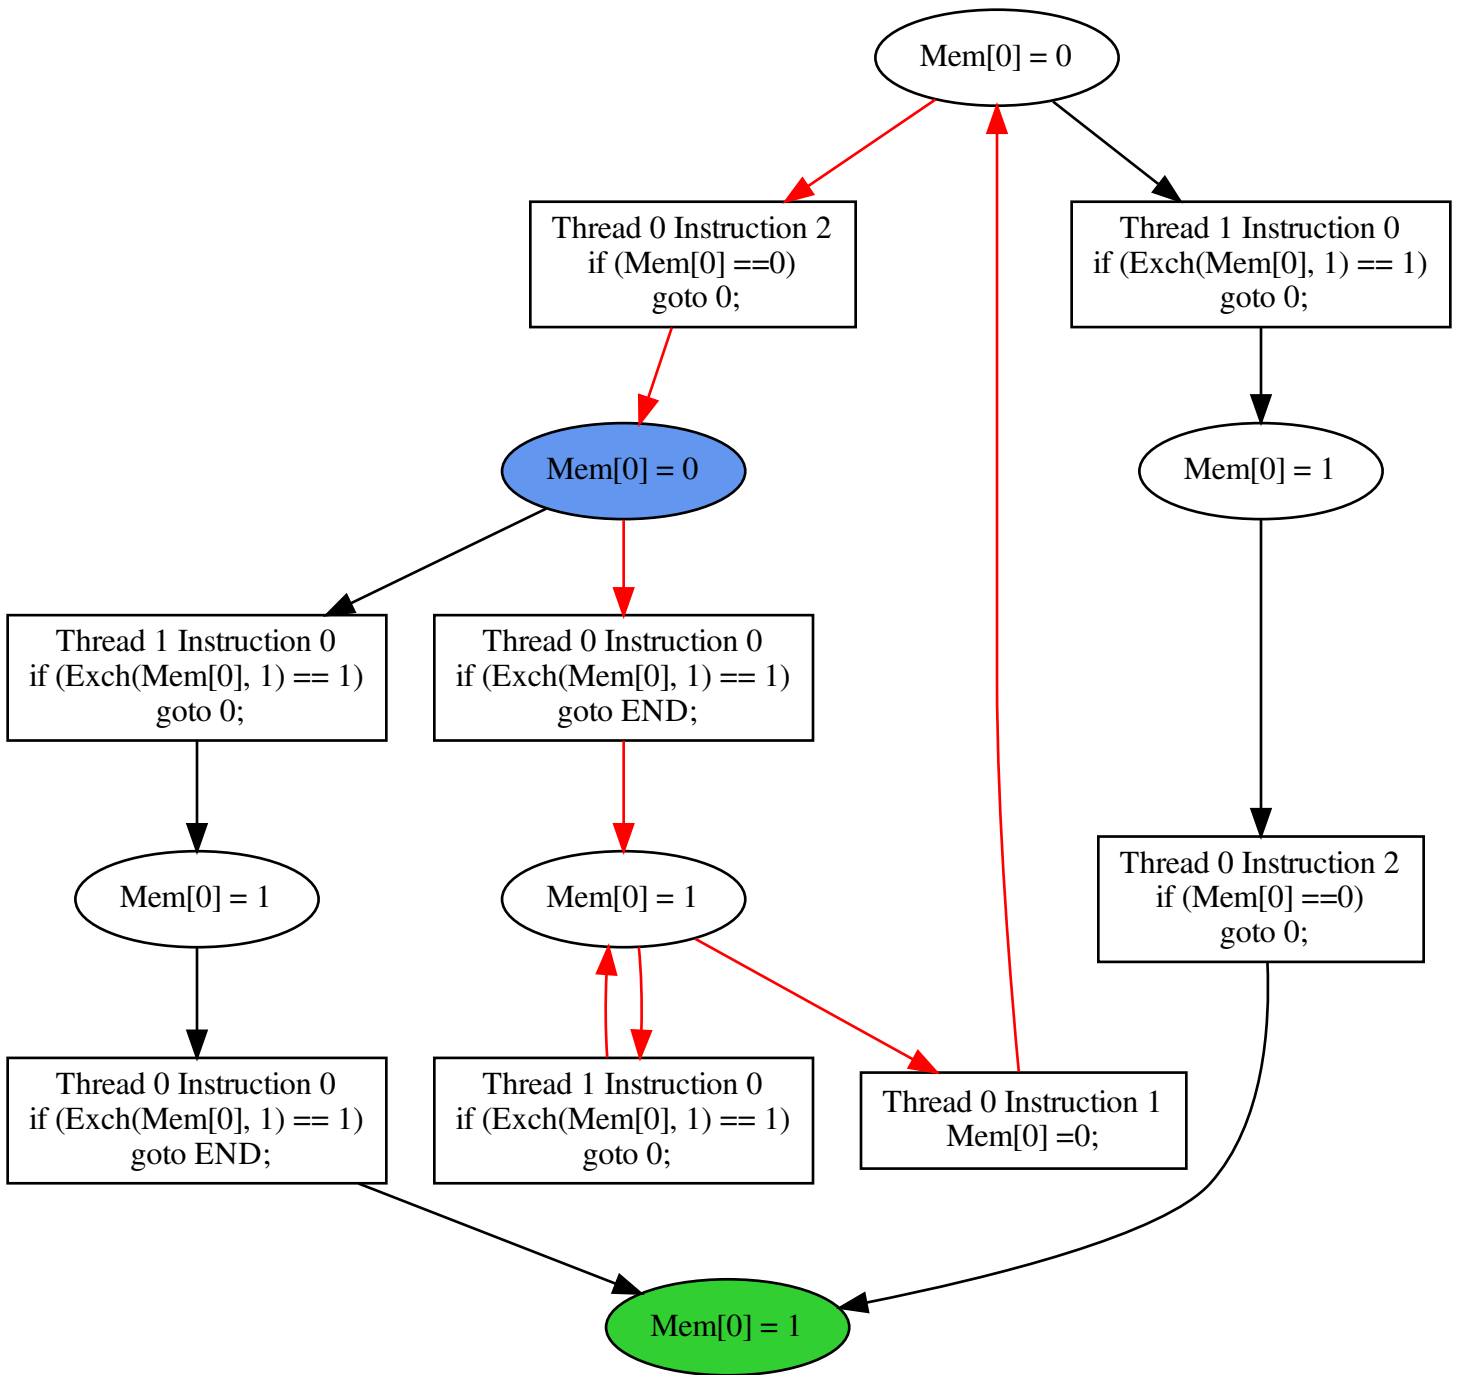 Mem[0] = 0
Thread 0 Instruction 2
if (Mem[0] ==0)
goto 0;
Thread 1 Instruction 0
if (Exch(Mem[0], 1) == 1)
goto 0;
Mem[0] = 0
Mem[0] = 1
Thread 1 Instruction 0
if (Exch(Mem[0], 1) == 1)
goto 0;
Thread 0 Instruction 0
if (Exch(Mem[0], 1) == 1)
goto END;
Mem[0] = 1
Mem[0] = 1
Thread 0 Instruction 2
if (Mem[0] ==0)
goto 0;
Thread 0 Instruction 0
if (Exch(Mem[0], 1) == 1)
goto END;
Thread 1 Instruction 0
if (Exch(Mem[0], 1) == 1)
goto 0;
Thread 0 Instruction 1
Mem[0] =0;
Mem[0] = 1